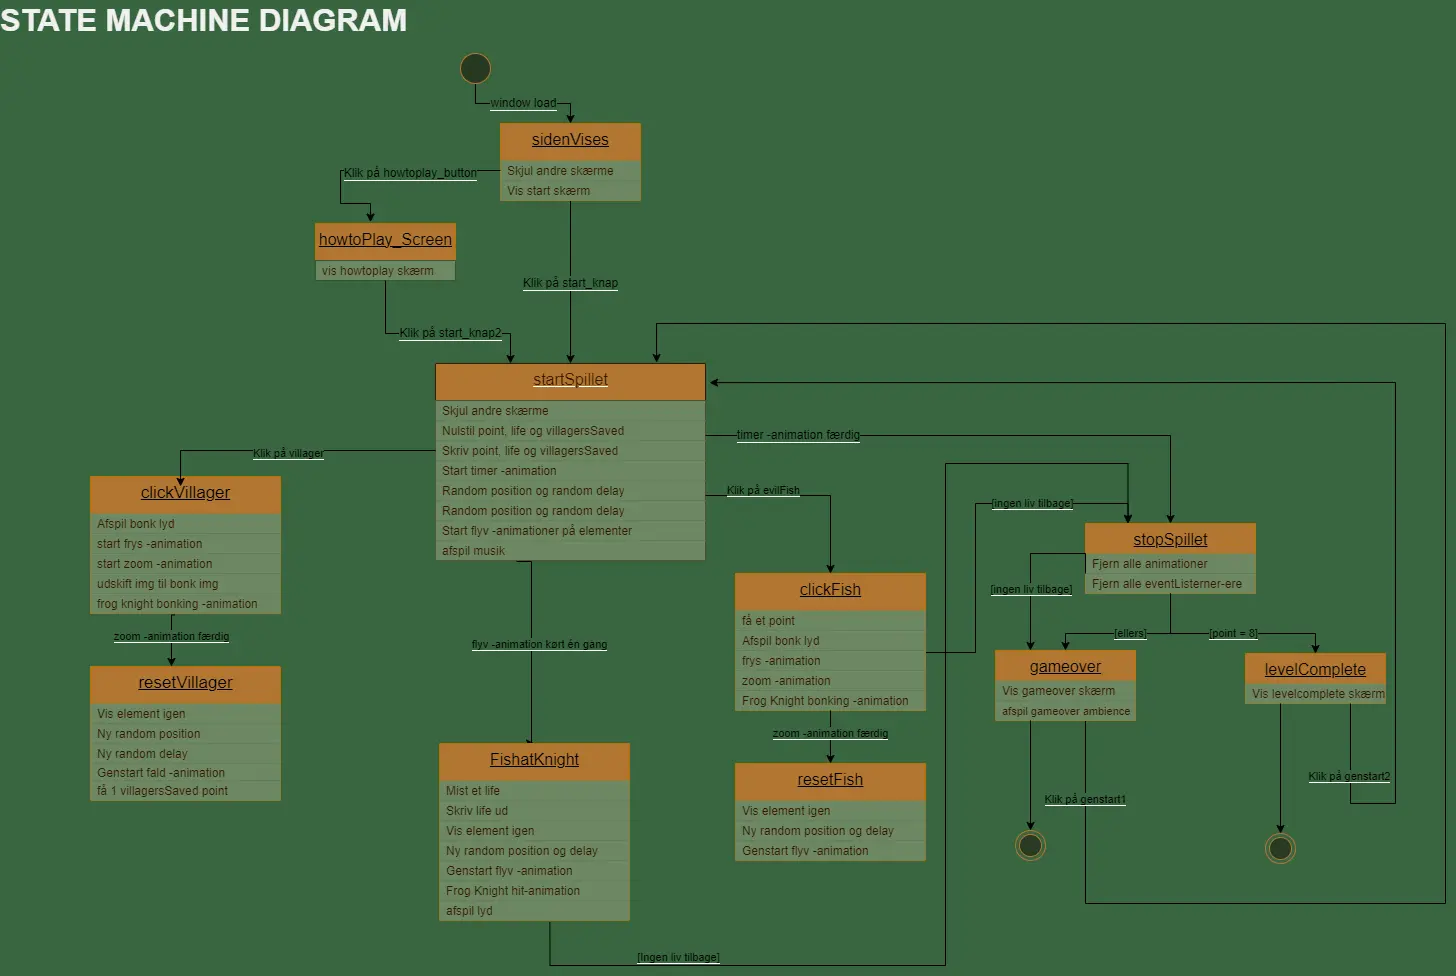 STATE MACHINE DIAGRAM
window load
sidenVises
Skjul andre skærme
Vis start skærm
Klik på howtoplay_button
howtoPlay_Screen
vis howtoplay skærm
Klik på start_knap
Klik på start_knap2
startSpillet
Skjul andre skærme
Nulstil point, life og villagersSaved
Skriv point, life og villagersSaved
Start timer -animation
Random position og random delay
Random position og random delay
Start flyv -animationer på elementer
afspil musik
Klik på villager
clickVillager
Afspil bonk lyd
start frys -animation
start zoom -animation
udskift img til bonk img
frog knight bonking -animation
zoom -animation færdig
resetVillager
Vis element igen
Ny random position
Ny random delay
Genstart fald -animation
få 1 villagersSaved point
flyv -animation kørt én gang
FishatKnight
Mist et life
Skriv life ud
Vis element igen
Ny random position og delay
Genstart flyv -animation
Frog Knight hit-animation
afspil lyd
[Ingen liv tilbage]
timer -animation færdig
Klik på evilFish
clickFish
få et point
Afspil bonk lyd
frys -animation
zoom -animation
Frog Knight bonking -animation
zoom -animation færdig
resetFish
Vis element igen
Ny random position og delay
Genstart flyv -animation
[ingen liv tilbage]
stopSpillet
Fjern alle animationer
Fjern alle eventListerner-ere
[ingen liv tilbage]
[ellers]
[point = 8]
gameover
Vis gameover skærm
afspil gameover ambience
levelComplete
Vis levelcomplete skærm
Klik på genstart2
Klik på genstart1